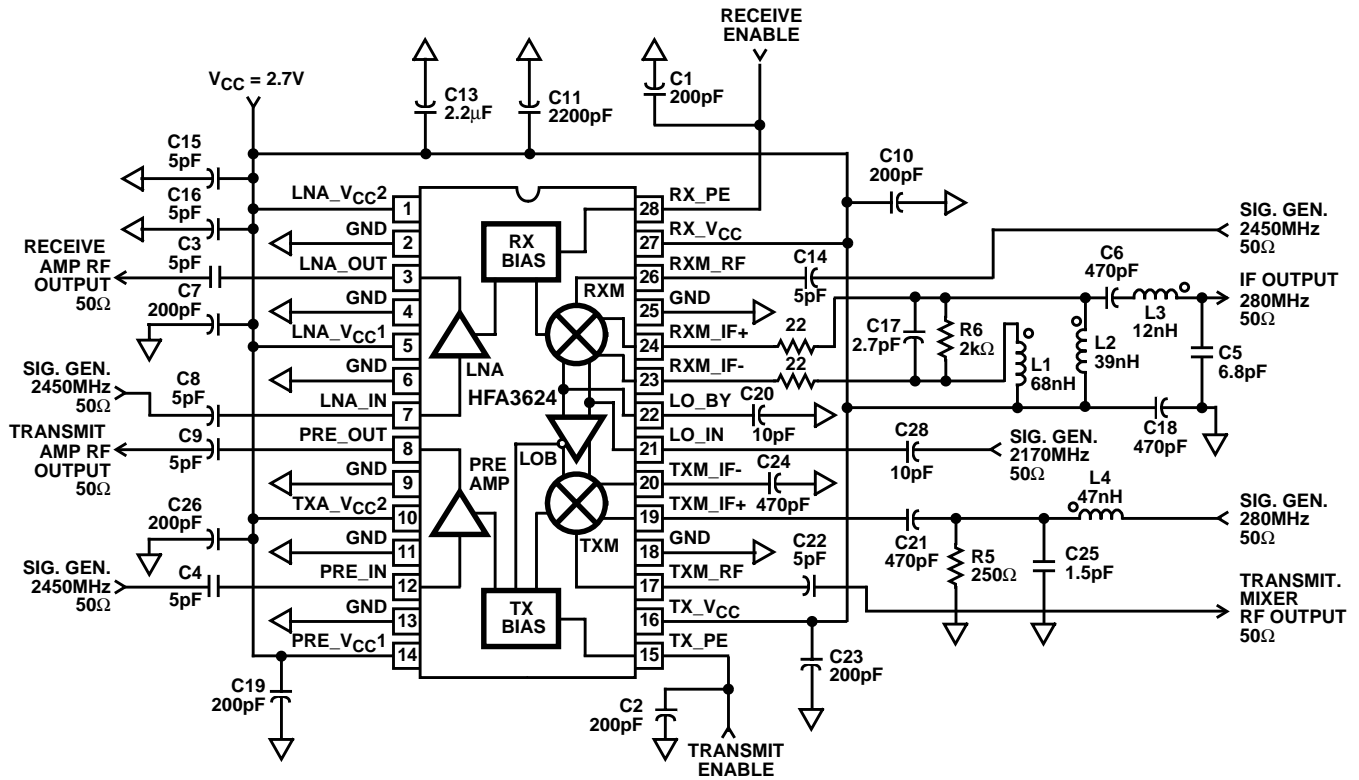 RECEIVE
ENABLE
VCC = 2.7V
C13
2.2µF
C11
2200pF
C1
200pF
C15
5pF
C16
5pF
C10
200pF
RECEIVE
AMP RF
OUTPUT
50Ω
C3
5pF
C7
200pF
SIG. GEN.
2450MHz
50Ω
C8
5pF
TRANSMIT
AMP RF
OUTPUT
50Ω
C9
5pF
C26
200pF
SIG. GEN.
2450MHz
50Ω
C4
5pF
C19
200pF
LNA_VCC2
1
GND
2
LNA_OUT
3
GND
4
LNA_VCC1
5
GND
6
LNA_IN
7
PRE_OUT
8
GND
9
TXA_VCC2
10
GND
11
PRE_IN
12
GND
13
PRE_VCC1
14
RX
BIAS
RXM
LNA
HFA3624
LOB
PRE
AMP
TXM
TX
BIAS
28
RX_PE
27
RX_VCC
26
RXM_RF
25
GND
24
RXM_IF+
23
RXM_IF-
22
LO_BY
21
LO_IN
20
TXM_IF-
19
TXM_IF+
18
GND
17
TXM_RF
16
TX_VCC
15
TX_PE
C14
5pF
22
22
C17
2.7pF
R6
2kΩ
L1
68nH
L2
39nH
C6
470pF
L3
12nH
C5
6.8pF
C18
470pF
SIG. GEN.
2450MHz
50Ω
IF OUTPUT
280MHz
50Ω
C20
10pF
C28
10pF
SIG. GEN.
2170MHz
50Ω
C24
470pF
C21
470pF
R5
250Ω
C25
1.5pF
L4
47nH
SIG. GEN.
280MHz
50Ω
C22
5pF
TRANSMIT.
MIXER
RF OUTPUT
50Ω
C23
200pF
C2
200pF
TRANSMIT
ENABLE